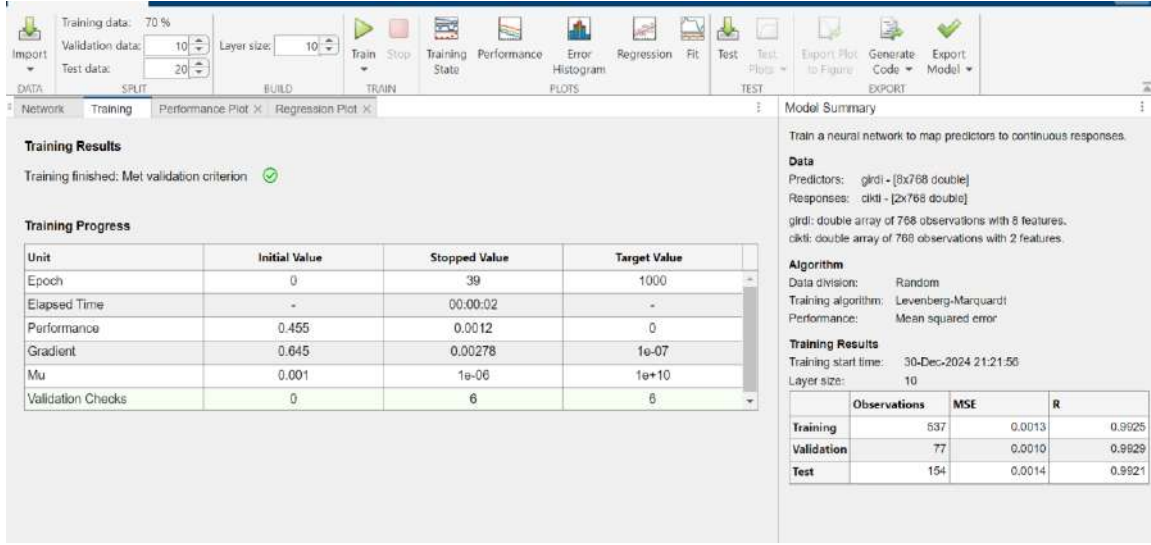 Training data: 70 %
Validation data: 10
Test data: 20
Layer size: 10
Import
Train
Stop
Training State
Performance
Error Histogram
Regression
Fit
Test
Test Plots
Export Plot to Figure
Generate Code
Export Model
DATA
SPLIT
BUILD
TRAIN
PLOTS
TEST
EXPORT
Network
Training
Performance Plot
Regression Plot
Training Results
Training finished: Met validation criterion
Training Progress
Unit Initial Value Stopped Value Target Value
Epoch 0 39 1000
Elapsed Time - 00:00:02 -
Performance 0.455 0.0012 0
Gradient 0.645 0.00278 1e-07
Mu 0.001 1e-06 1e+10
Validation Checks 0 6 6
Model Summary
Train a neural network to map predictors to continuous responses.
Data
Predictors: girdi - [8x768 double]
Responses: cikti - [2x768 double]
girdi: double array of 768 observations with 8 features.
cikti: double array of 768 observations with 2 features.
Algorithm
Data division: Random
Training algorithm: Levenberg-Marquardt
Performance: Mean squared error
Training Results
Training start time: 30-Dec-2024 21:21:56
Layer size: 10
Observations MSE R
Training 537 0.0013 0.9925
Validation 77 0.0010 0.9929
Test 154 0.0014 0.9921